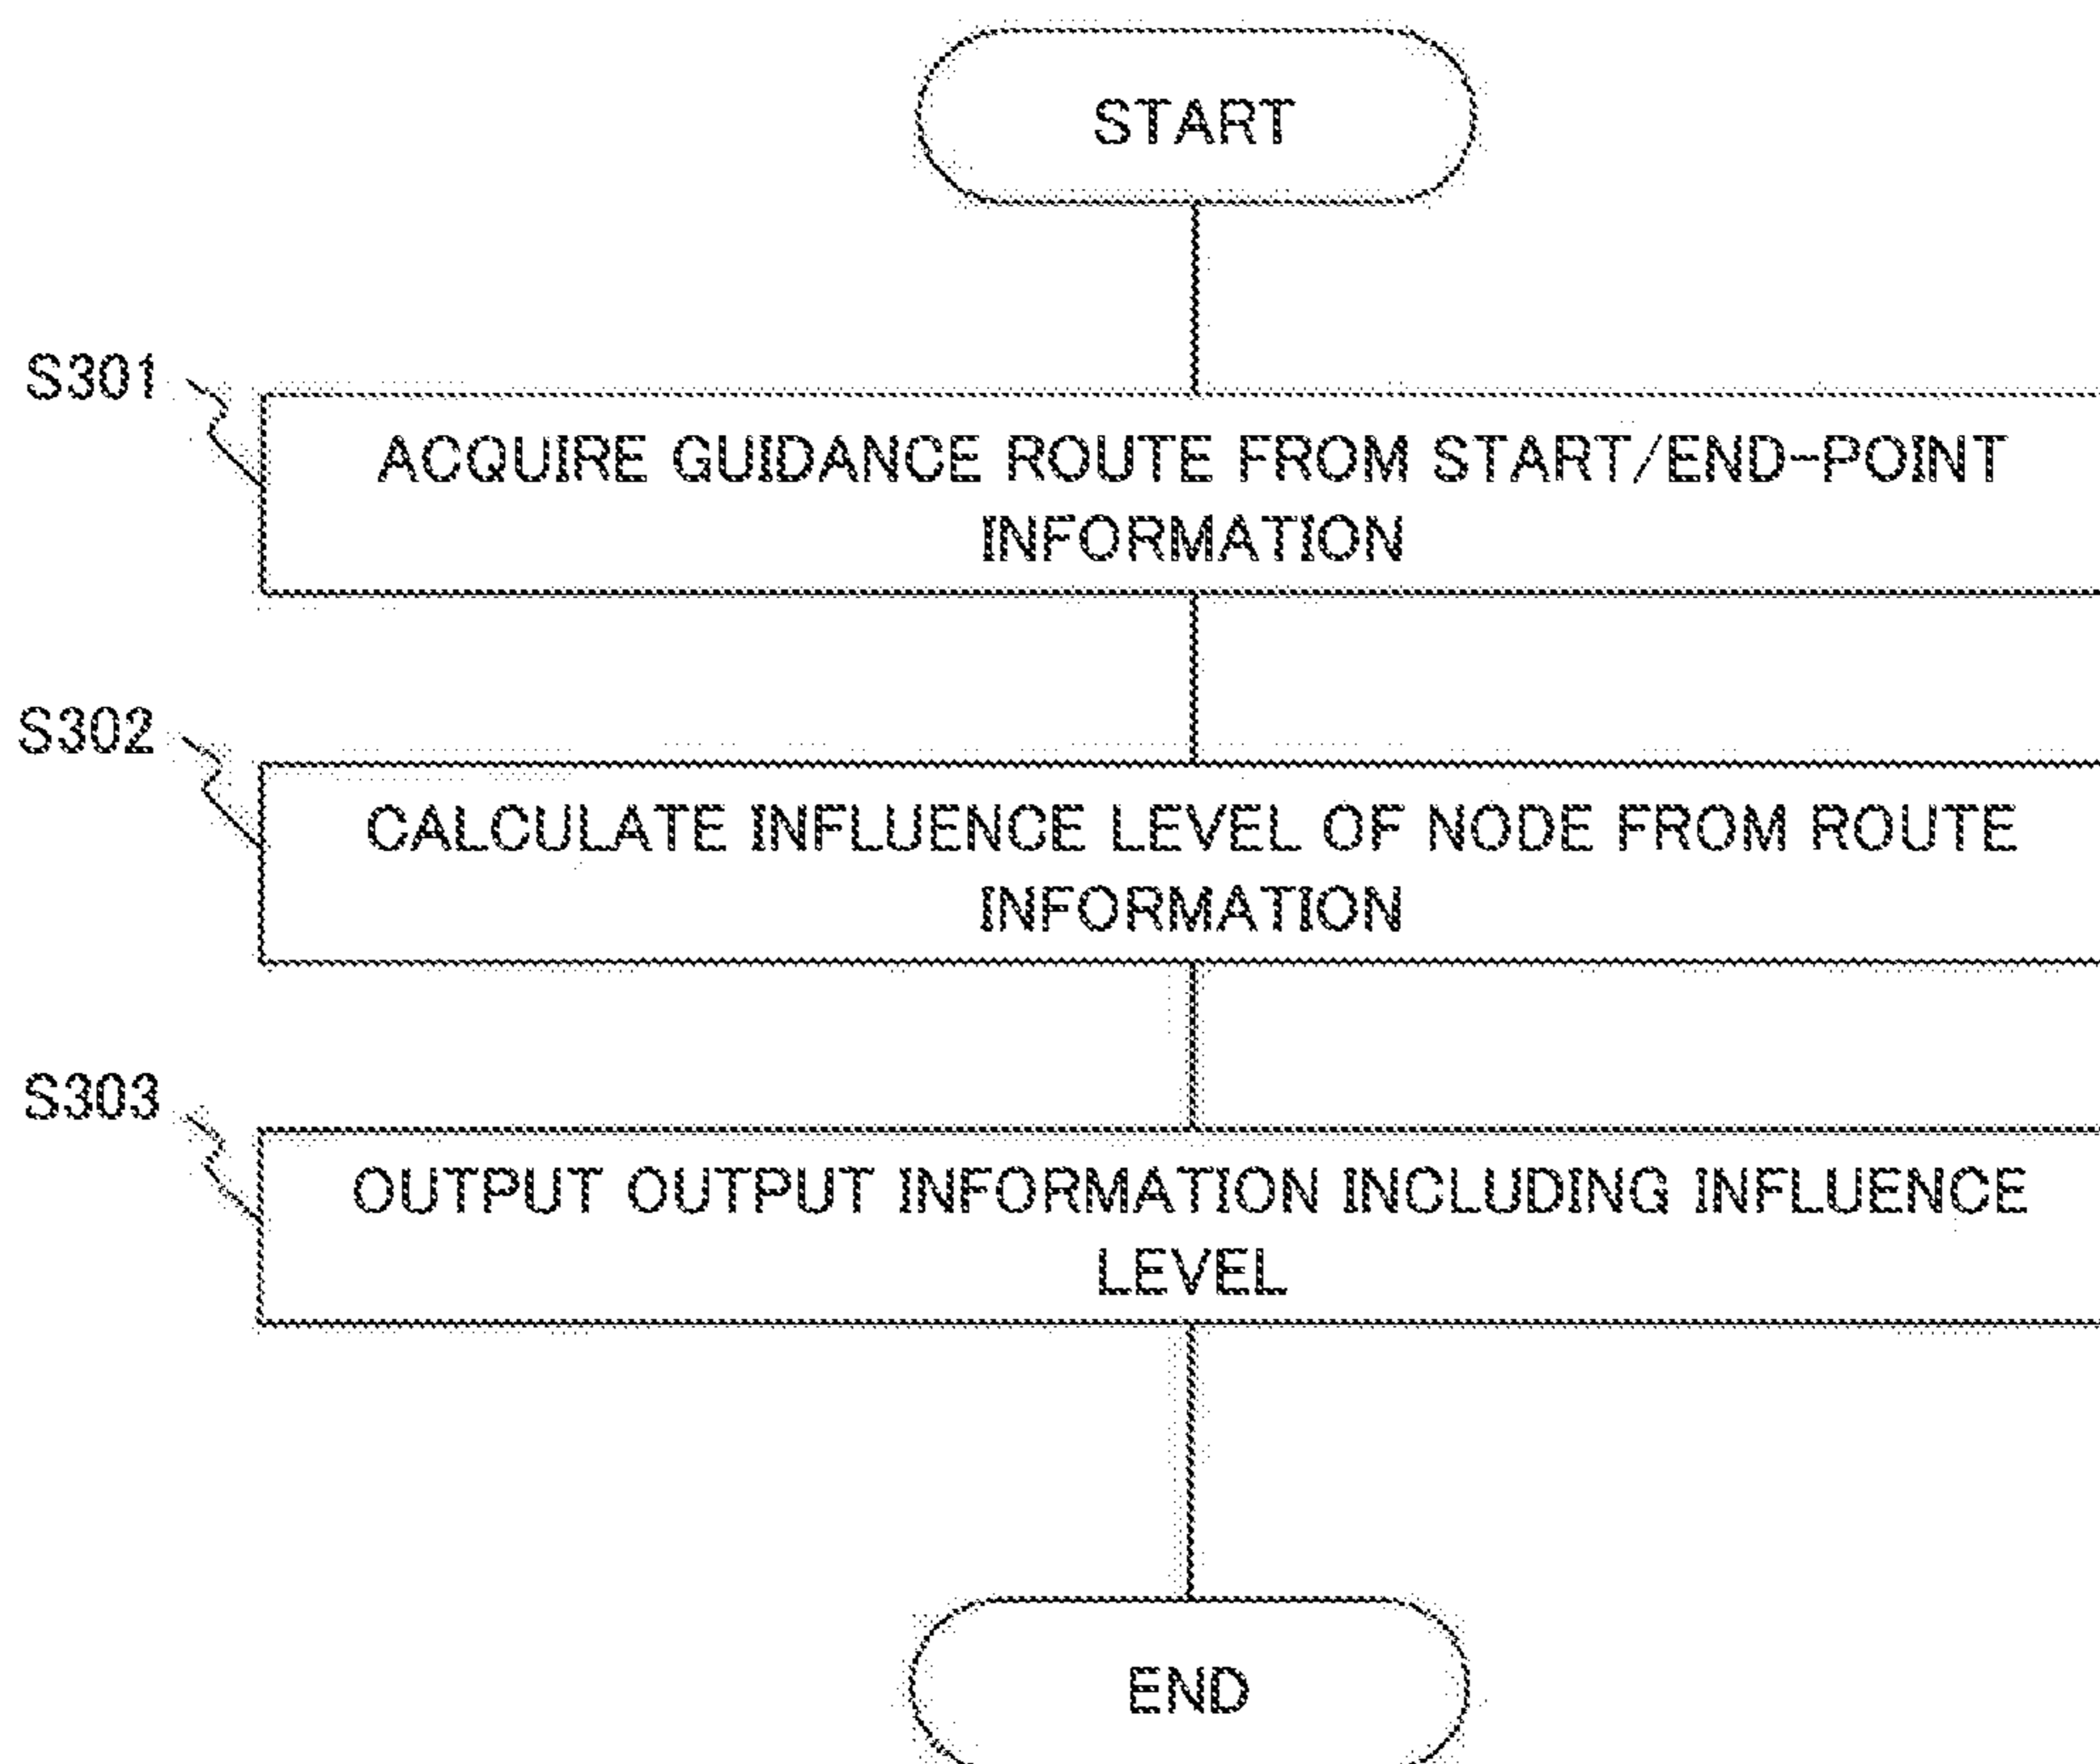 START
S301
ACQUIRE GUIDANCE ROUTE FROM START/END-POINT
INFORMATION
S302
CALCULATE INFLUENCE LEVEL OF NODE FROM ROUTE
INFORMATION
S303
OUTPUT OUTPUT INFORMATION INCLUDING INFLUENCE
LEVEL
END